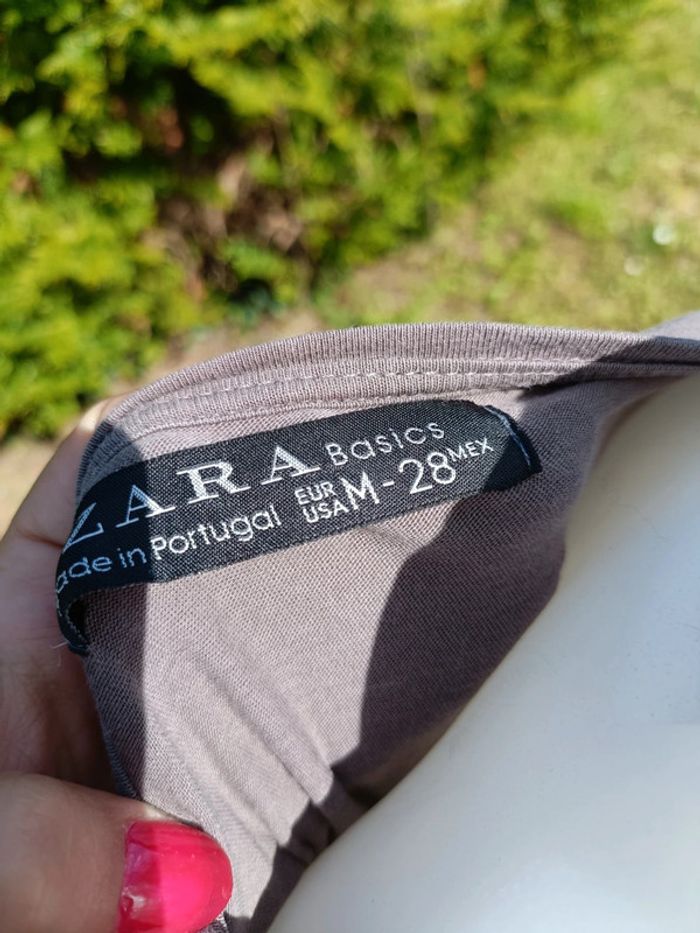 ZARA Basics
ade in Portugal EUR USA M - 28 MEX